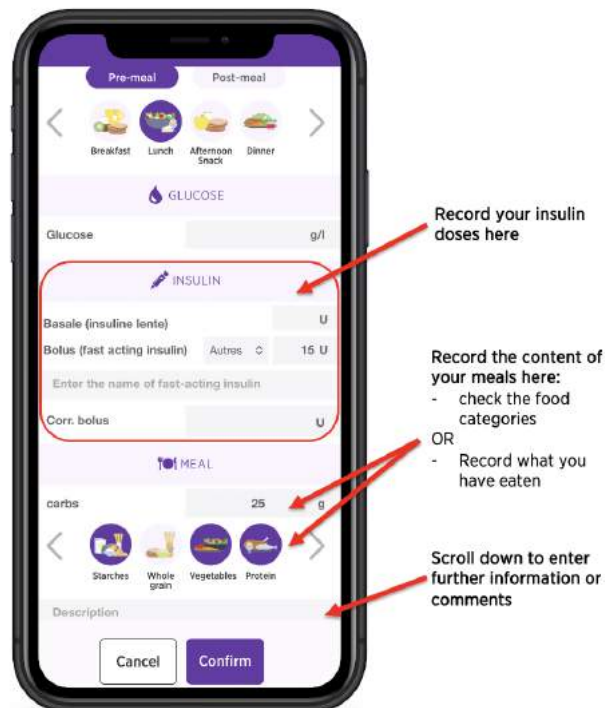 Pre-meal Post-meal
Breakfast Lunch Afternoon Snack Dinner
GLUCOSE
Glucose g/l
Record your insulin
doses here
INSULIN
Basale (insuline lente) U
Bolus (fast acting insulin) Autres 15 U
Enter the name of fast-acting insulin
Corr. bolus U
Record the content of
your meals here:
- check the food
categories
OR
- Record what you
have eaten
MEAL
carbs 25 g
Starches Whole grain Vegetables Protein
Description
Scroll down to enter
further information or
comments
Cancel Confirm